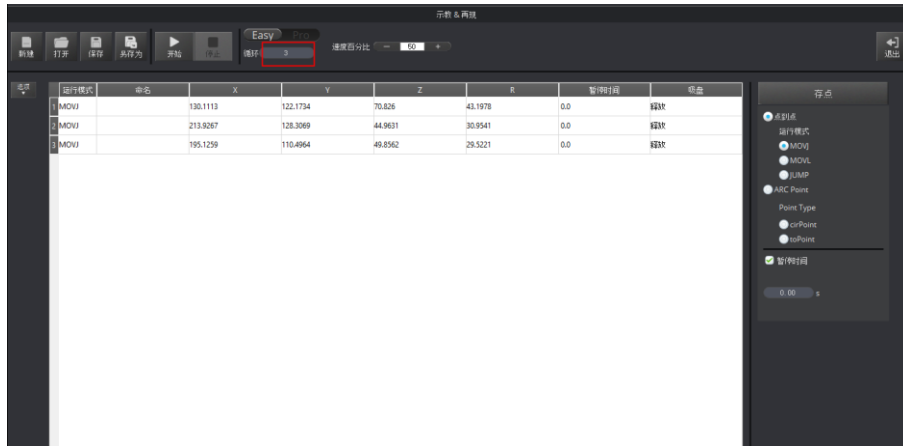 示教 & 再现
新建 打开 保存 另存为 开始 停止 Easy Pro 循环: 3 速度百分比 − 50 + 退出
选项 运行模式 命名 X Y Z R 暂停时间 吸盘 存点
1 MOVJ 130.1113 122.1734 70.826 43.1978 0.0 释放
2 MOVJ 213.9267 128.3069 44.9631 30.9541 0.0 释放
3 MOVJ 195.1259 110.4964 49.8562 29.5221 0.0 释放
点到点
运行模式
MOVJ
MOVL
JUMP
ARC Point
Point Type
cirPoint
toPoint
暂停时间
0.00 s